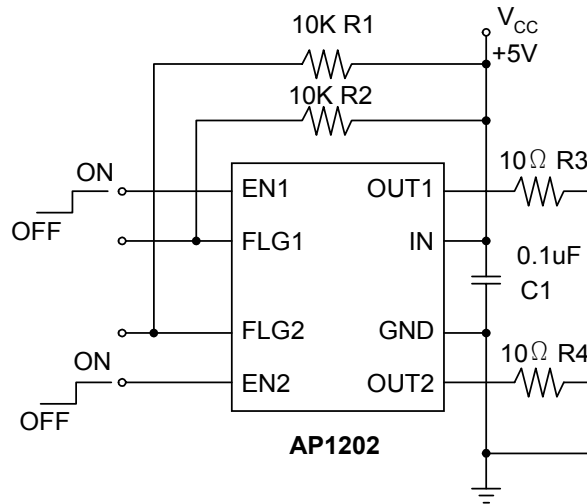 10K R1
V_CC
+5V
10K R2
ON
EN1
OUT1
10Ω R3
OFF
FLG1
IN
0.1uF
C1
FLG2
GND
ON
10Ω R4
EN2
OUT2
OFF
AP1202